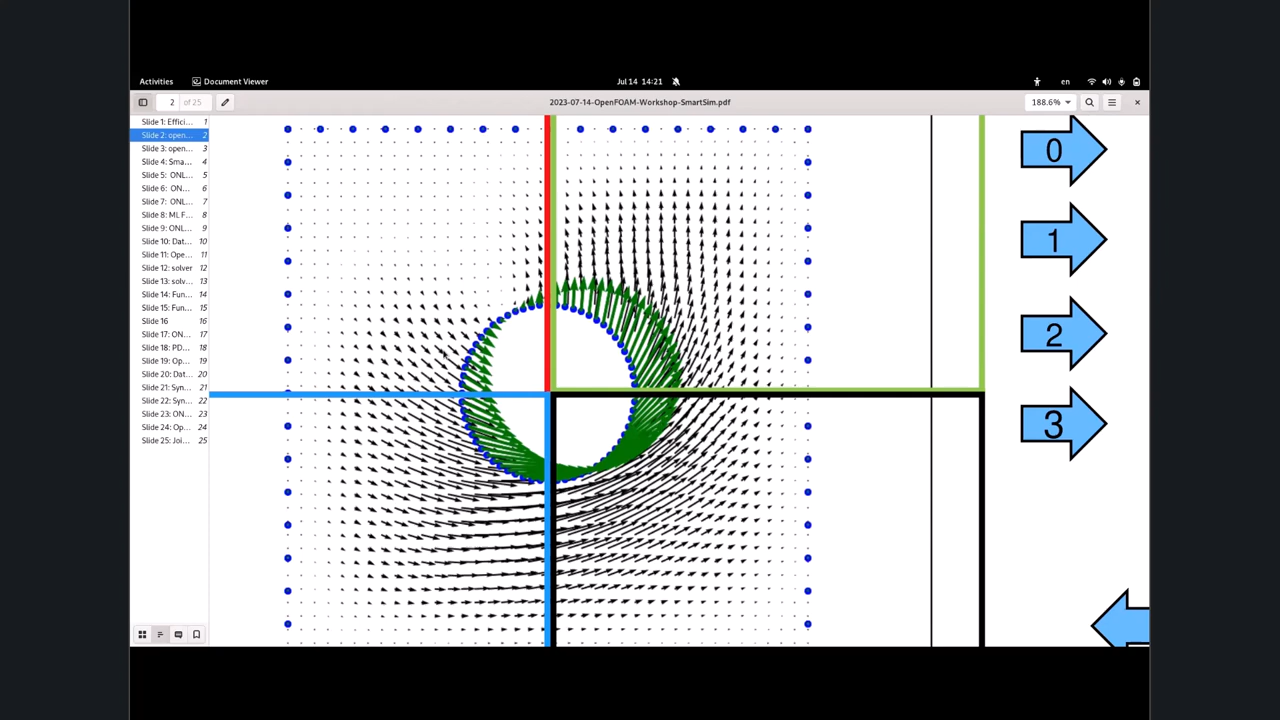 Activities Document Viewer Jul 14 14:21 en
2 of 25 2023-07-14-OpenFOAM-Workshop-SmartSim.pdf 188.6%
Slide 1: Effici... 1
Slide 2: open... 2
Slide 3: open... 3
Slide 4: Sma... 4
Slide 5: ONL... 5
Slide 6: ON... 6
Slide 7: ONL... 7
Slide 8: ML F... 8
Slide 9: ONL... 9
Slide 10: Dat... 10
Slide 11: Ope... 11
Slide 12: solver 12
Slide 13: solv... 13
Slide 14: Fun... 14
Slide 15: Fun... 15
Slide 16 16
Slide 17: ON... 17
Slide 18: PD... 18
Slide 19: Op... 19
Slide 20: Dat... 20
Slide 21: Syn... 21
Slide 22: Syn... 22
Slide 23: ON... 23
Slide 24: Op... 24
Slide 25: Joi... 25
0
1
2
3